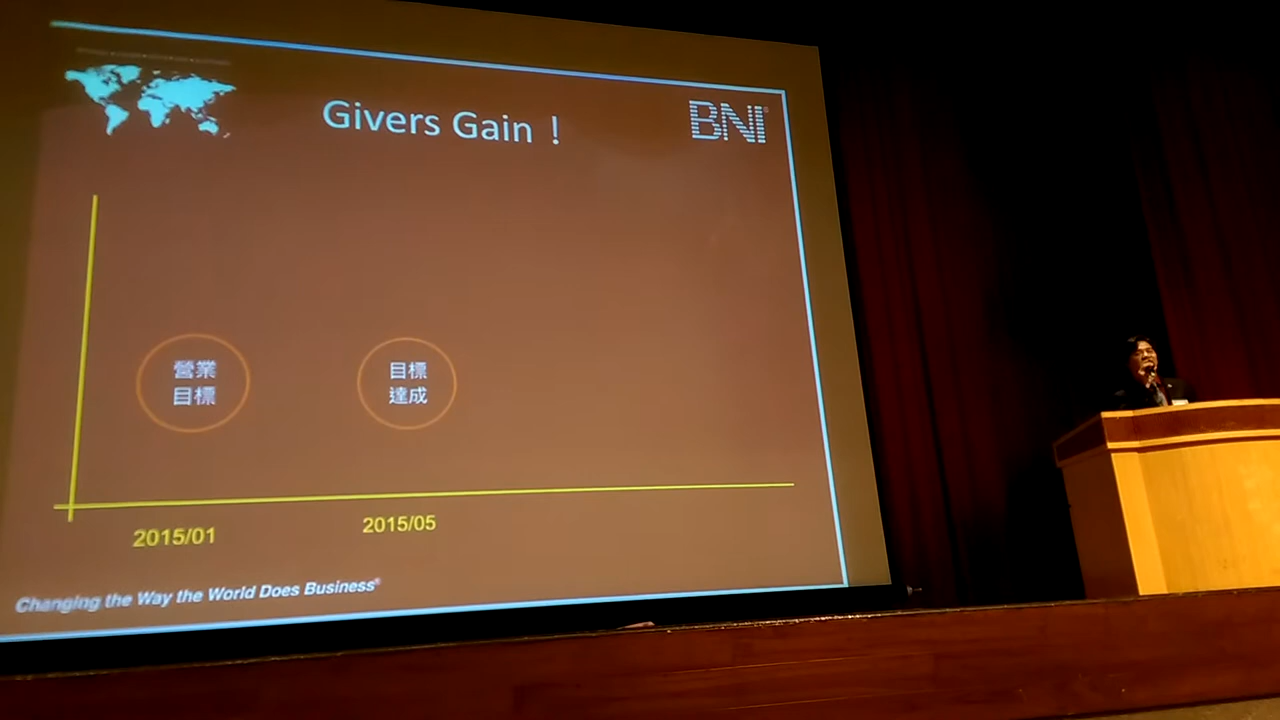 Givers Gain！
BNI®
營業
目標
目標
達成
2015/01
2015/05
Changing the Way the World Does Business®